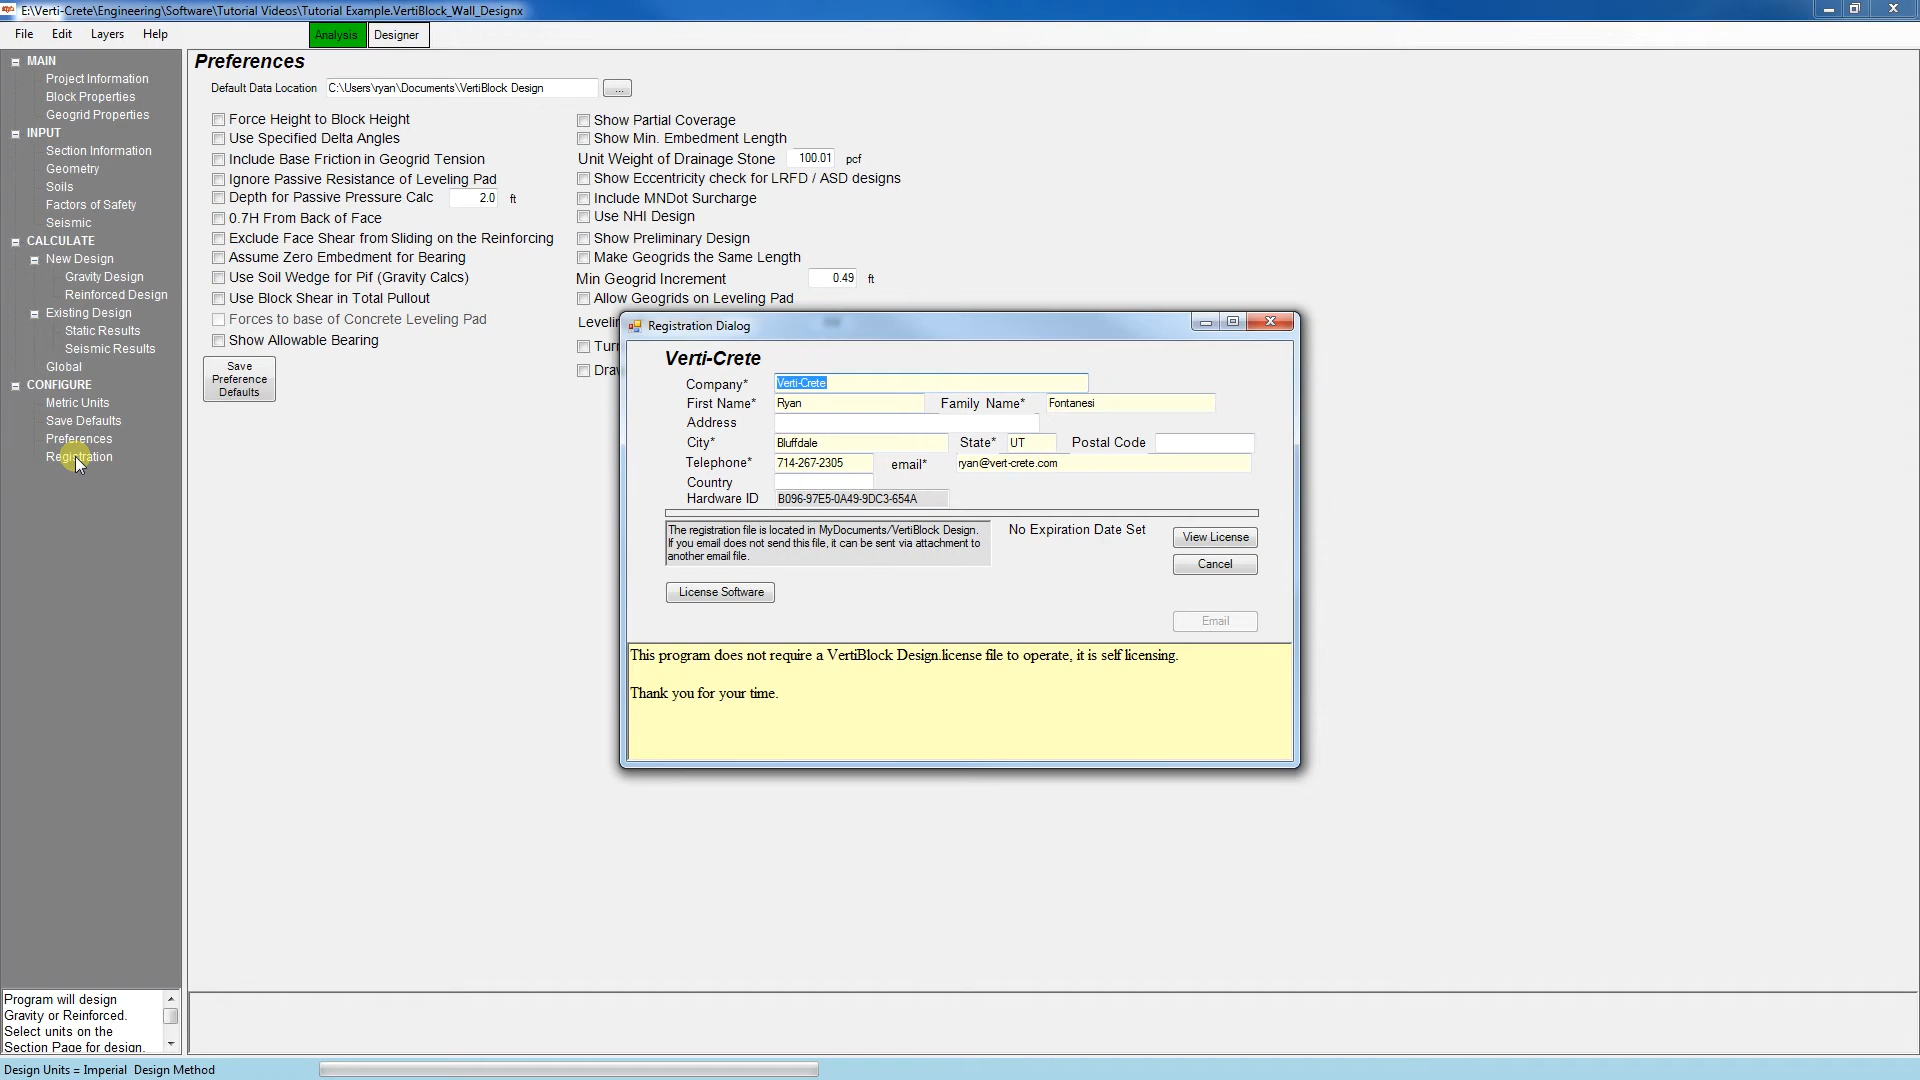 E:\Verti-Crete\Engineering\Software\Tutorial Videos\Tutorial Example.VertiBlock_Wall_Designx
File Edit Layers Help Analysis Designer
MAIN
Project Information
Block Properties
Geogrid Properties
INPUT
Section Information
Geometry
Soils
Factors of Safety
Seismic
CALCULATE
New Design
Gravity Design
Reinforced Design
Existing Design
Static Results
Seismic Results
Global
CONFIGURE
Metric Units
Save Defaults
Preferences
Registration
Program will design
Gravity or Reinforced.
Select units on the
Section Page for design.
Preferences
Default Data Location C:\Users\ryan\Documents\VertiBlock Design ...
Force Height to Block Height
Use Specified Delta Angles
Include Base Friction in Geogrid Tension
Ignore Passive Resistance of Leveling Pad
Depth for Passive Pressure Calc 2.0 ft
0.7H From Back of Face
Exclude Face Shear from Sliding on the Reinforcing
Assume Zero Embedment for Bearing
Use Soil Wedge for Pif (Gravity Calcs)
Use Block Shear in Total Pullout
Forces to base of Concrete Leveling Pad
Show Allowable Bearing
Save
Preference
Defaults
Show Partial Coverage
Show Min. Embedment Length
Unit Weight of Drainage Stone 100.01 pcf
Show Eccentricity check for LRFD / ASD designs
Include MNDot Surcharge
Use NHI Design
Show Preliminary Design
Make Geogrids the Same Length
Min Geogrid Increment 0.49 ft
Allow Geogrids on Leveling Pad
Registration Dialog
Verti-Crete
Company* Verti-Crete
First Name* Ryan Family Name* Fontanesi
Address
City* Bluffdale State* UT Postal Code
Telephone* 714-267-2305 email* ryan@vert-crete.com
Country
Hardware ID B096-97E5-0A49-9DC3-654A
The registration file is located in MyDocuments/VertiBlock Design.
If you email does not send this file, it can be sent via attachment to
another email file.
No Expiration Date Set
View License
Cancel
License Software
Email
This program does not require a VertiBlock Design.license file to operate, it is self licensing.
Thank you for your time.
Design Units = Imperial Design Method